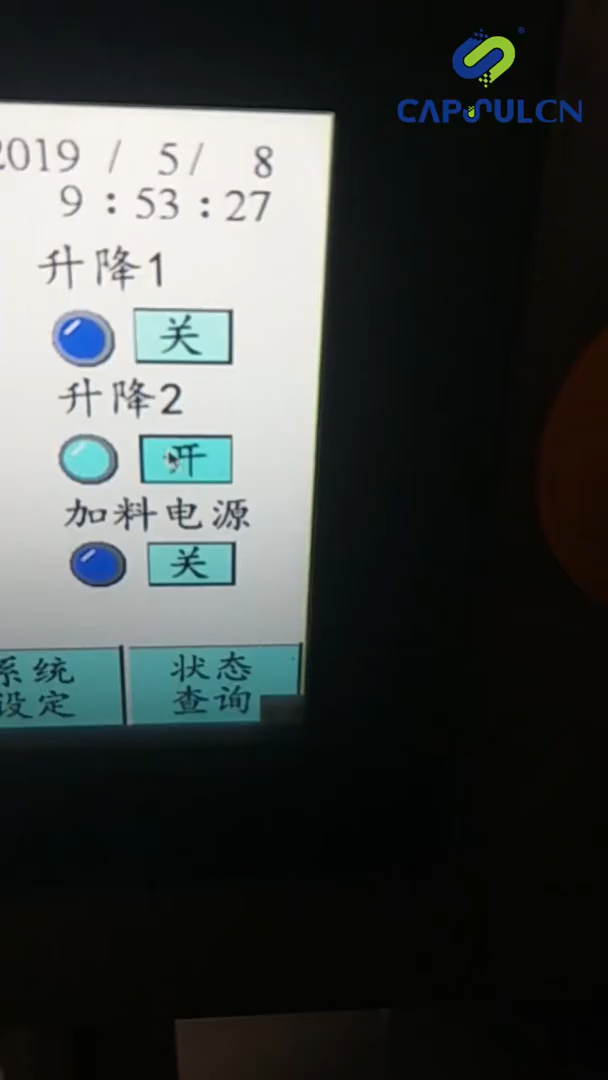 CAPSULCN
2019 / 5 / 8
9 : 53 : 27
升降1
关
升降2
开
加料电源
关
系统
设定
状态
查询